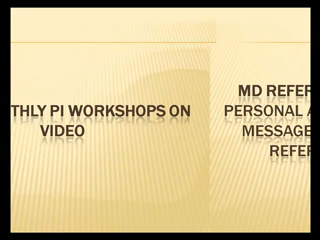 THLY PI WORKSHOPS ON
VIDEO
MD REFER
PERSONAL A
MESSAGE
REFER